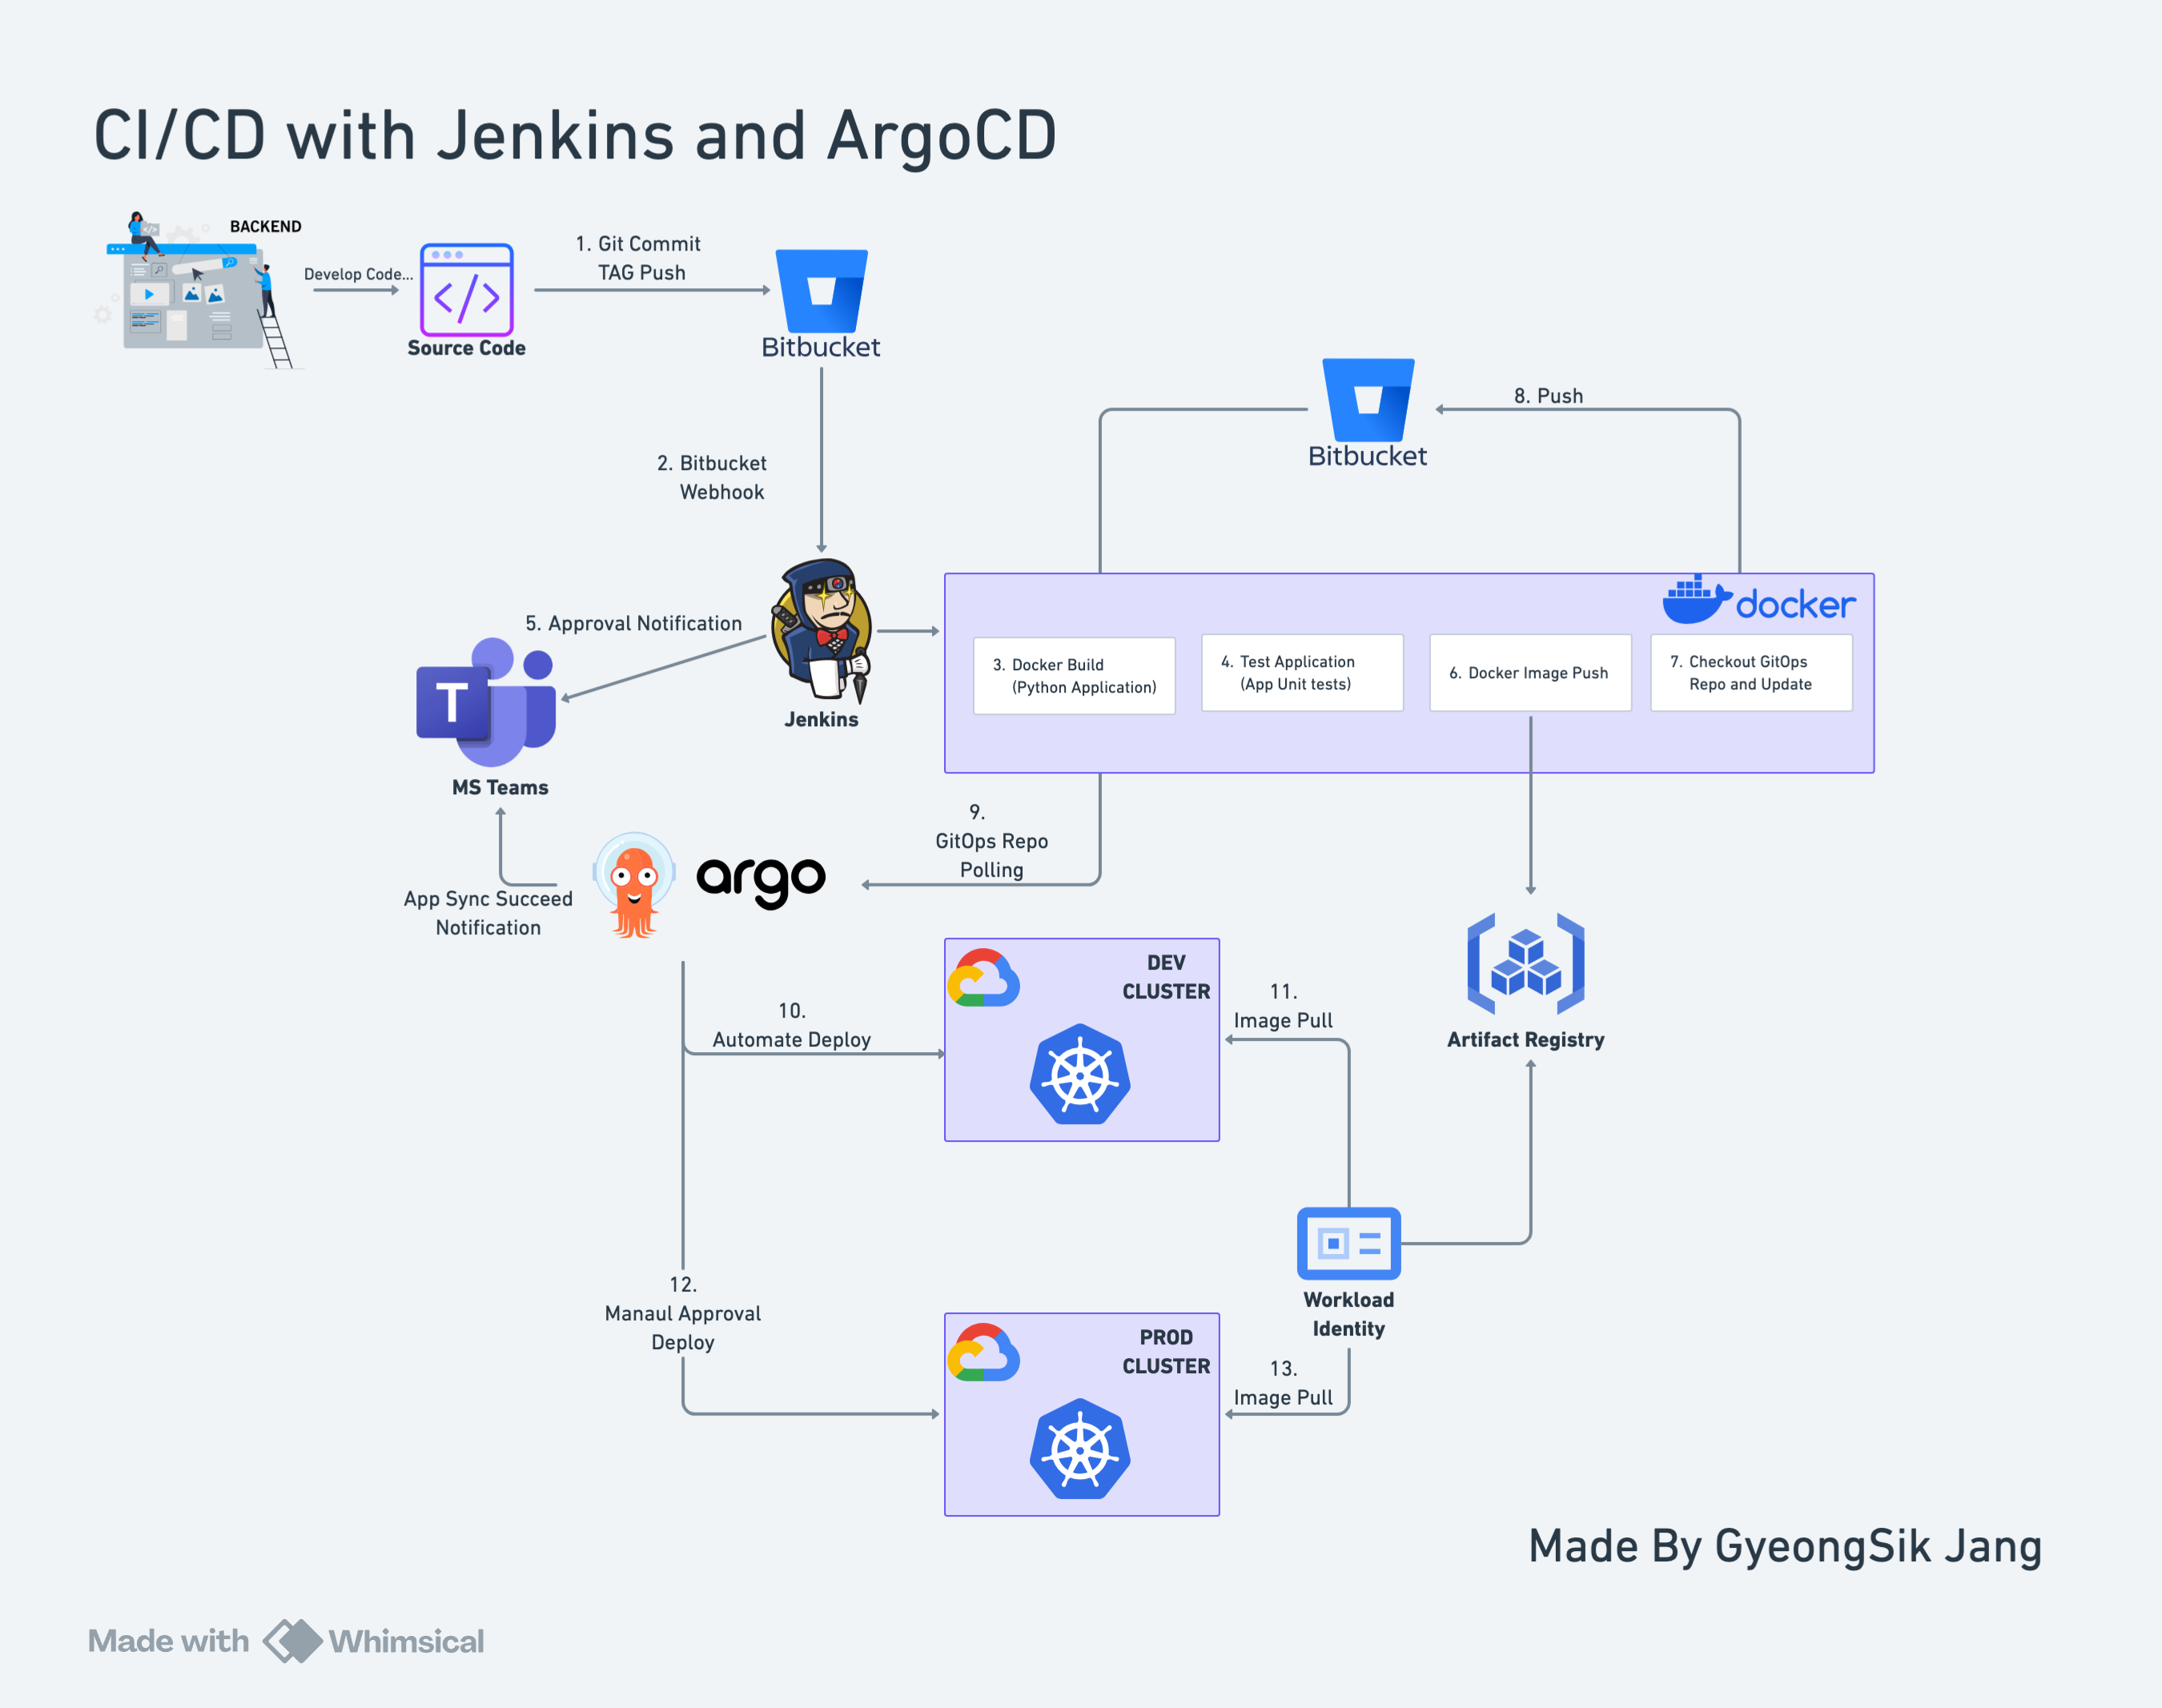 CI/CD with Jenkins and ArgoCD
BACKEND
Develop Code...
Source Code
1. Git Commit
TAG Push
Bitbucket
2. Bitbucket
Webhook
Bitbucket
8. Push
5. Approval Notification
Jenkins
docker
3. Docker Build
(Python Application)
4. Test Application
(App Unit tests)
6. Docker Image Push
7. Checkout GitOps
Repo and Update
T
MS Teams
9.
GitOps Repo
Polling
argo
App Sync Succeed
Notification
DEV
CLUSTER
10.
Automate Deploy
11.
Image Pull
Artifact Registry
12.
Manaul Approval
Deploy
Workload
Identity
PROD
CLUSTER
13.
Image Pull
Made By GyeongSik Jang
Made with Whimsical